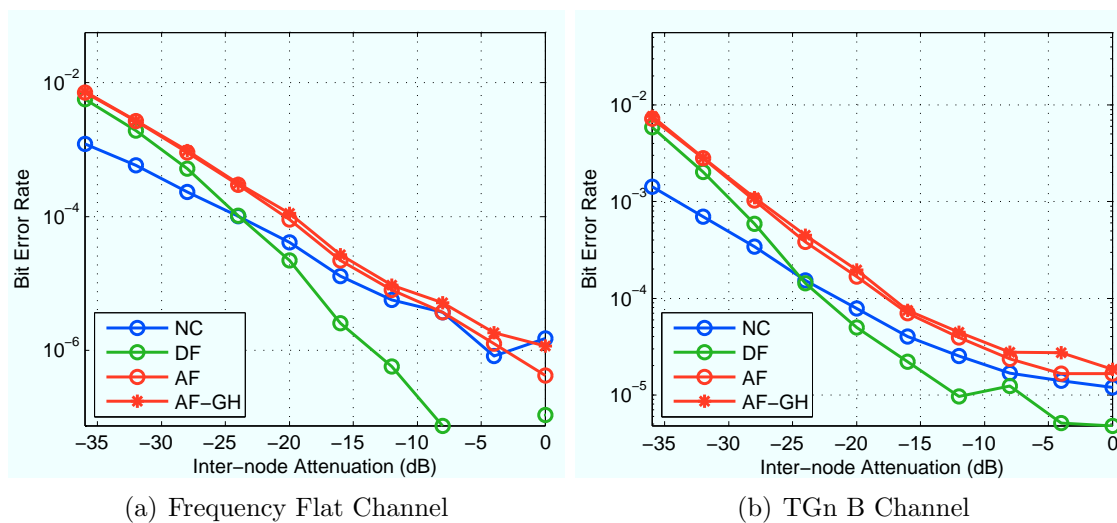 10⁻²
10⁻⁴
10⁻⁶
Bit Error Rate
NC
DF
AF
AF−GH
−35 −30 −25 −20 −15 −10 −5 0
Inter−node Attenuation (dB)
(a) Frequency Flat Channel
10⁻²
10⁻³
10⁻⁴
10⁻⁵
Bit Error Rate
NC
DF
AF
AF−GH
−35 −30 −25 −20 −15 −10 −5 0
Inter−node Attenuation (dB)
(b) TGn B Channel